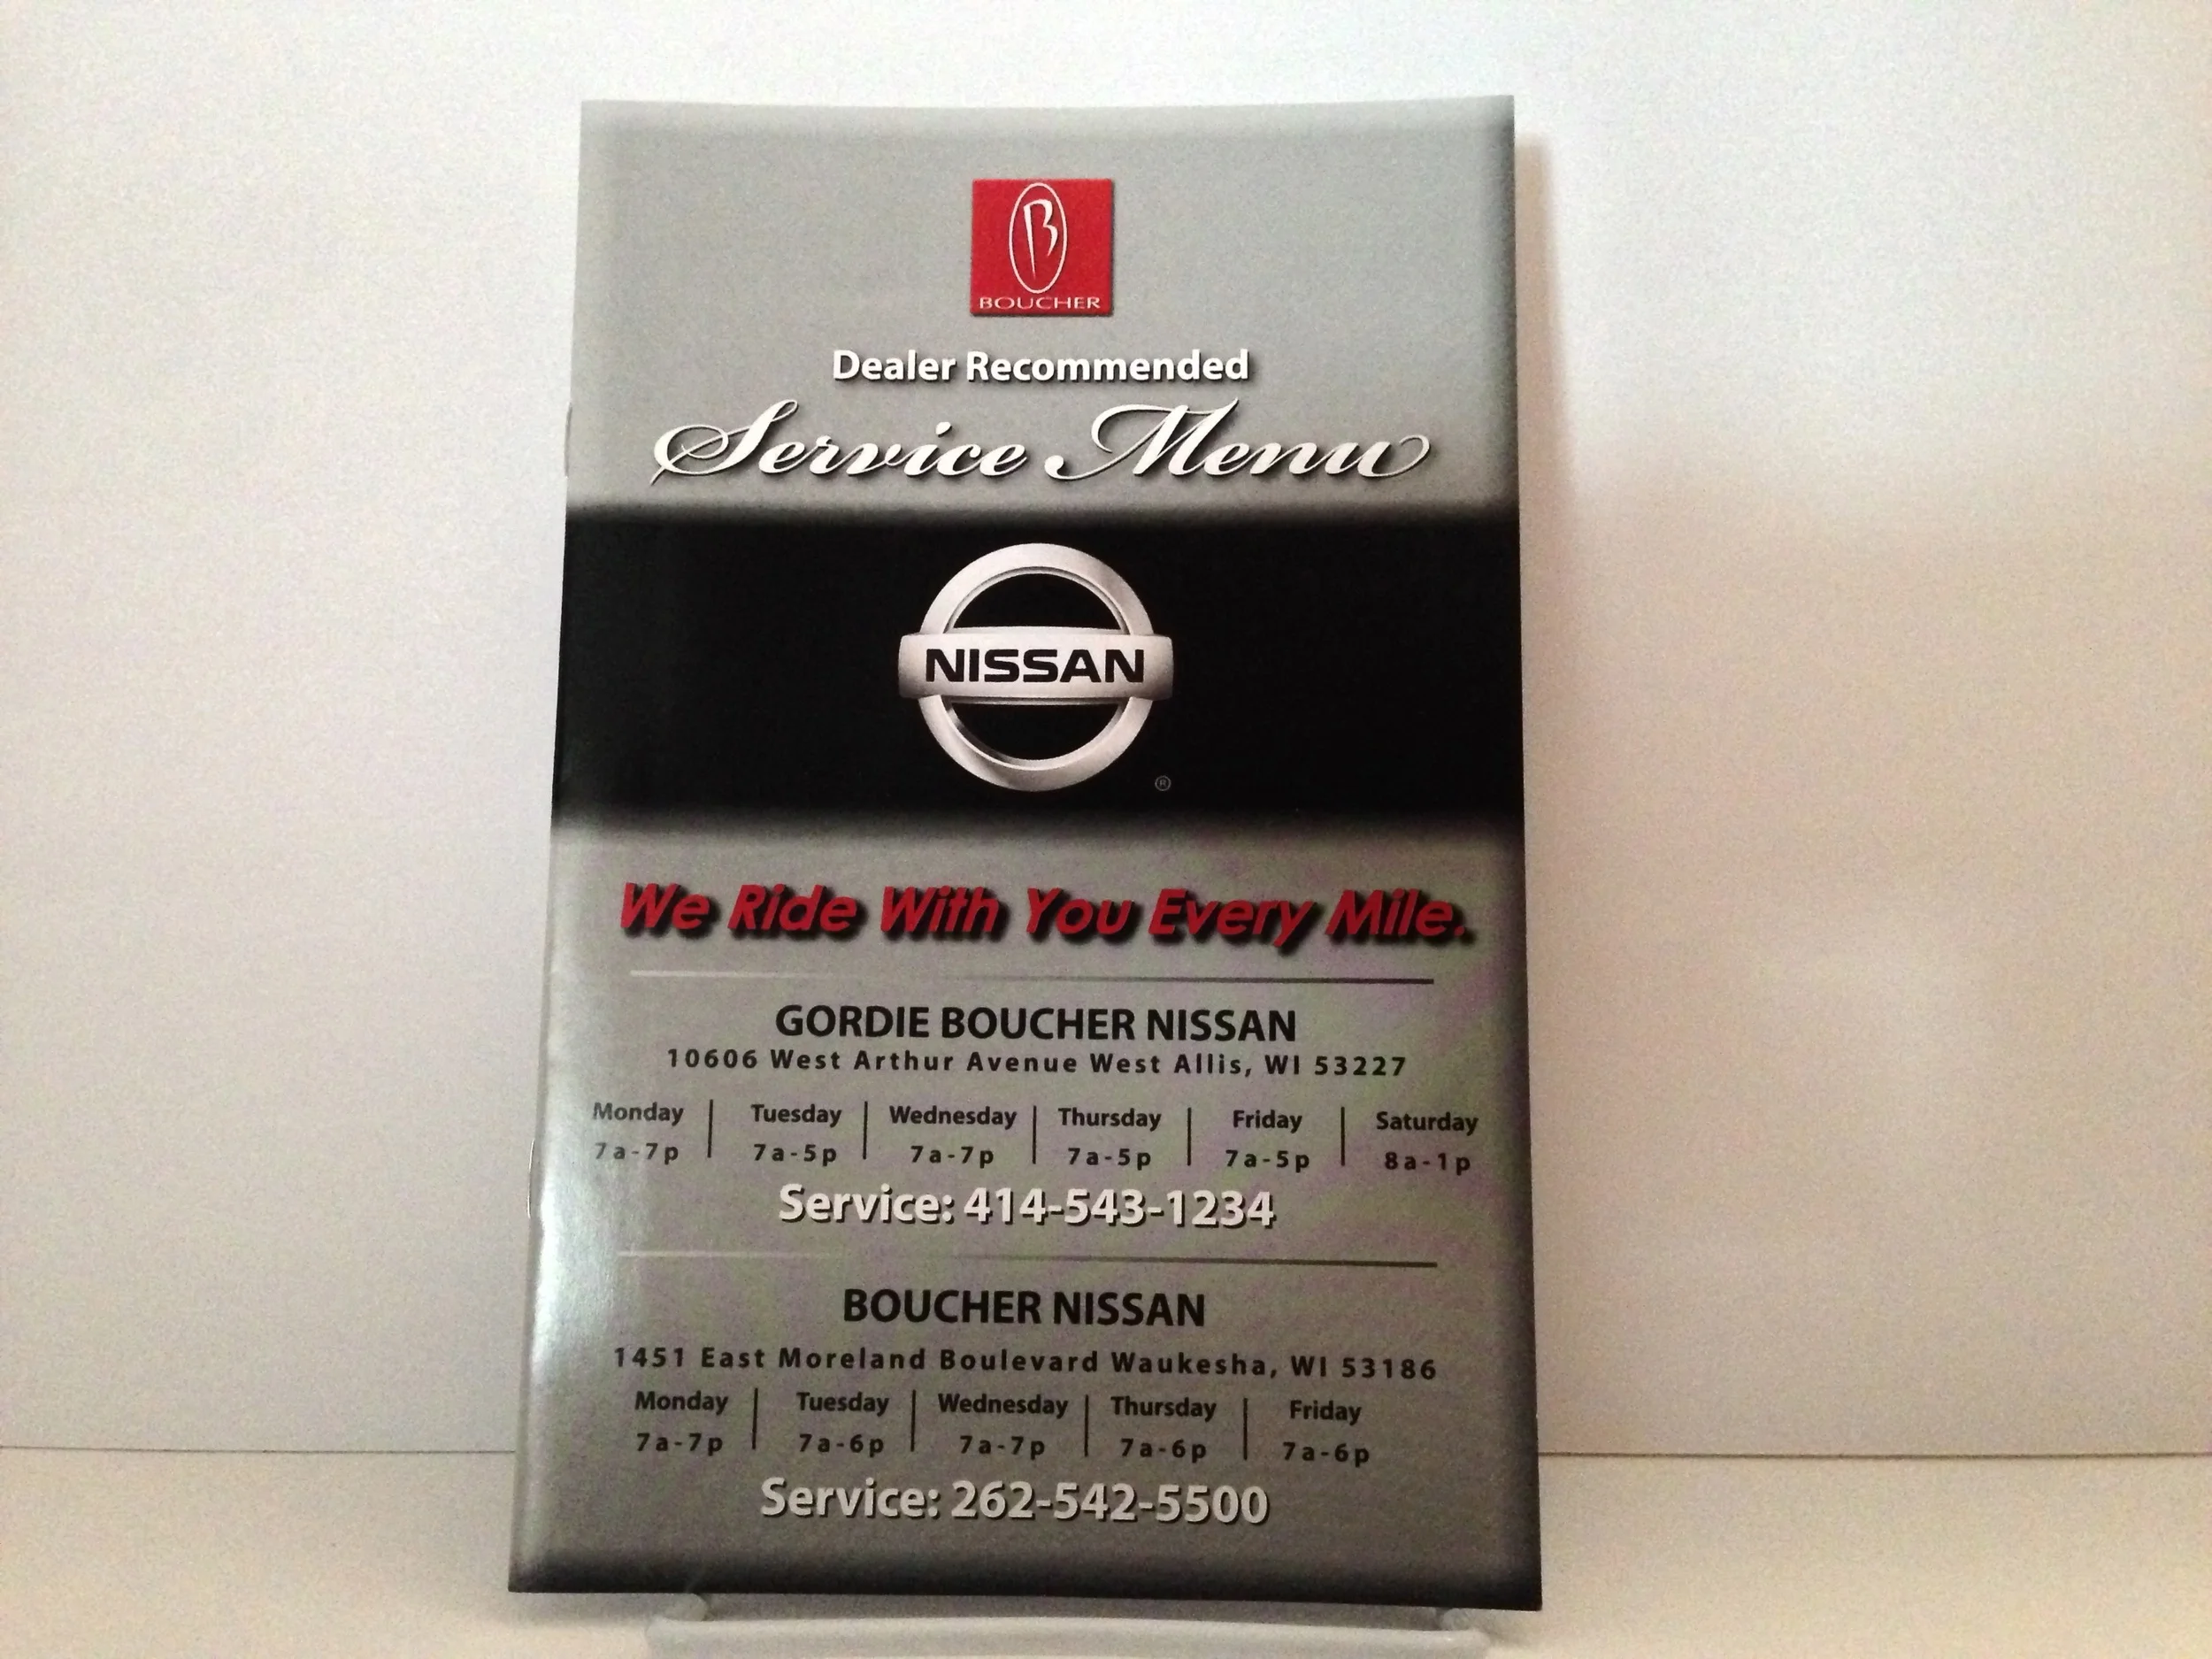 B
BOUCHER
Dealer Recommended
Service Menu
NISSAN
®
We Ride With You Every Mile.
GORDIE BOUCHER NISSAN
10606 West Arthur Avenue West Allis, WI 53227
Monday | Tuesday | Wednesday | Thursday | Friday | Saturday
7a-7p | 7a-5p | 7a-7p | 7a-5p | 7a-5p | 8a-1p
Service: 414-543-1234
BOUCHER NISSAN
1451 East Moreland Boulevard Waukesha, WI 53186
Monday | Tuesday | Wednesday | Thursday | Friday
7a-7p | 7a-6p | 7a-7p | 7a-6p | 7a-6p
Service: 262-542-5500